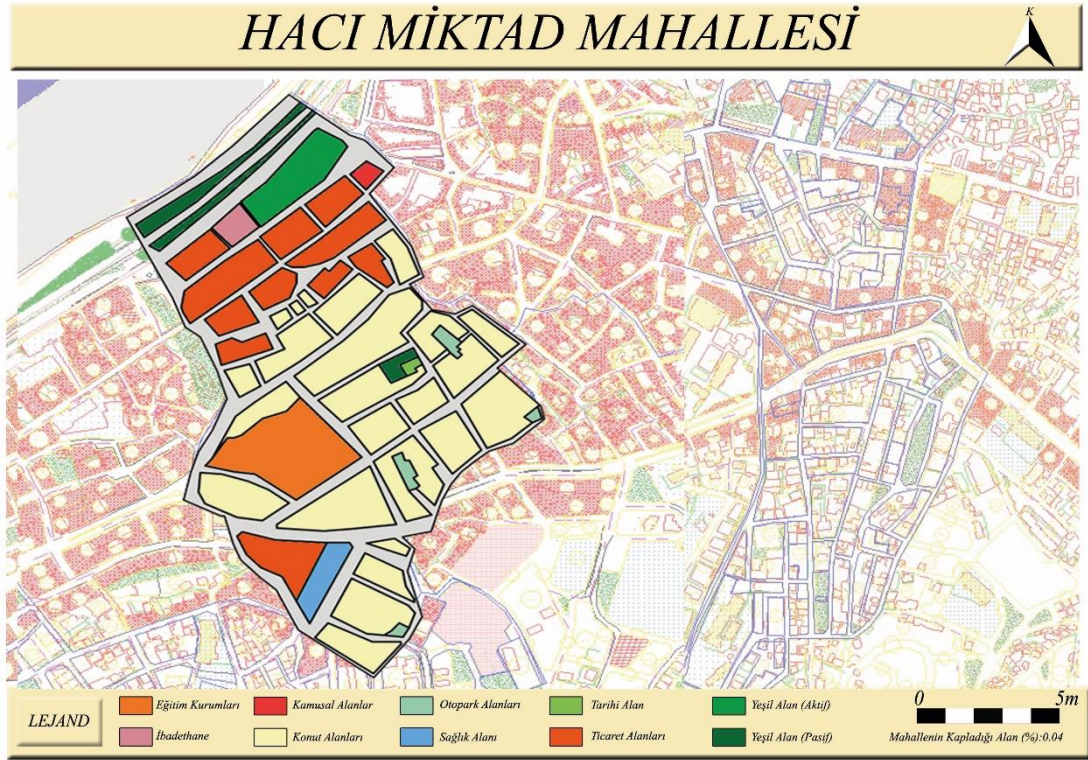 HACI MİKTAD MAHALLESİ
K
LEJAND
Eğitim Kurumları
Kamusal Alanlar
Otopark Alanları
Tarihi Alan
Yeşil Alan (Aktif)
İbadethane
Konut Alanları
Sağlık Alanı
Ticaret Alanları
Yeşil Alan (Pasif)
0 5m
Mahallenin Kapladığı Alan (%):0.04